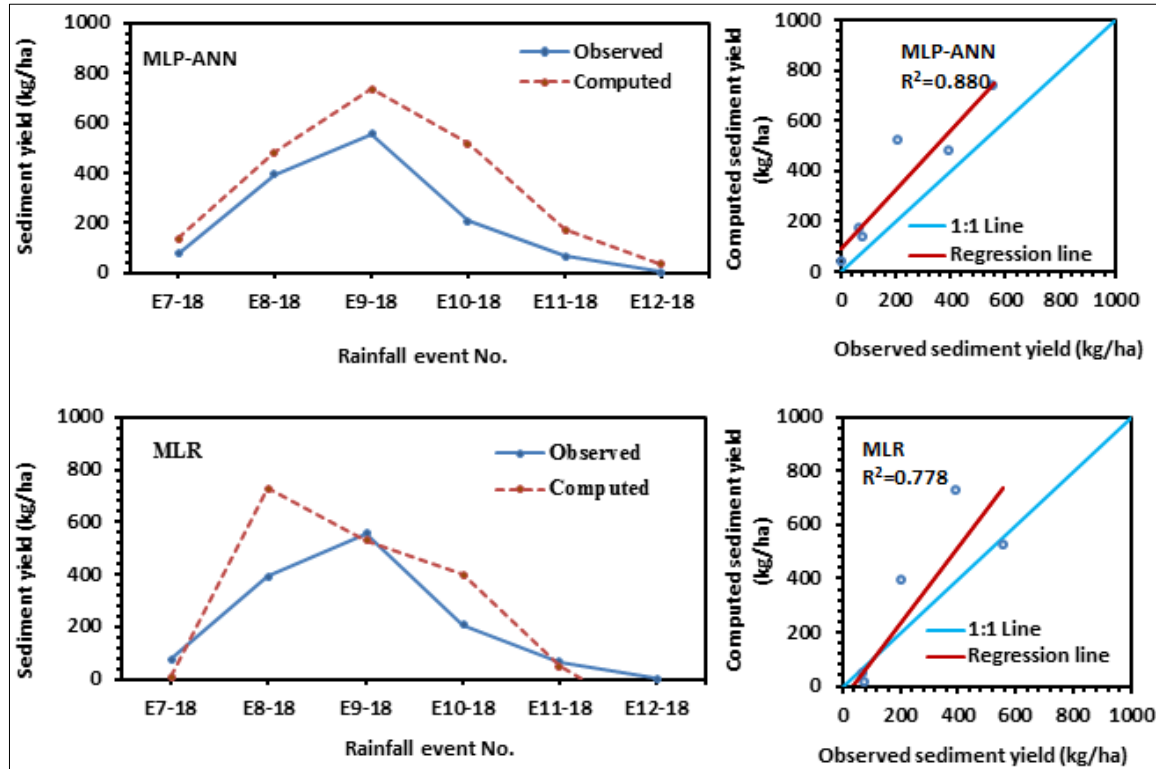 1000
800
600
400
200
0
Sediment yield (kg/ha)
MLP-ANN
Observed
Computed
E7-18 E8-18 E9-18 E10-18 E11-18 E12-18
Rainfall event No.
1000
800
600
400
200
0
Computed sediment yield
(kg/ha)
MLP-ANN
R²=0.880
1:1 Line
Regression line
0 200 400 600 800 1000
Observed sediment yield (kg/ha)
1000
800
600
400
200
0
Sediment yield (kg/ha)
MLR
Observed
Computed
E7-18 E8-18 E9-18 E10-18 E11-18 E12-18
Rainfall event No.
1000
800
600
400
200
0
Computed sediment yield
(kg/ha)
MLR
R²=0.778
1:1 Line
Regression line
0 200 400 600 800 1000
Observed sediment yield (kg/ha)